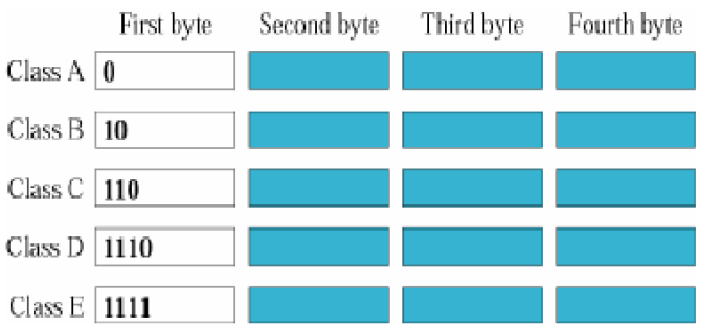 First byte Second byte Third byte Fourth byte
Class A 0
Class B 10
Class C 110
Class D 1110
Class E 1111